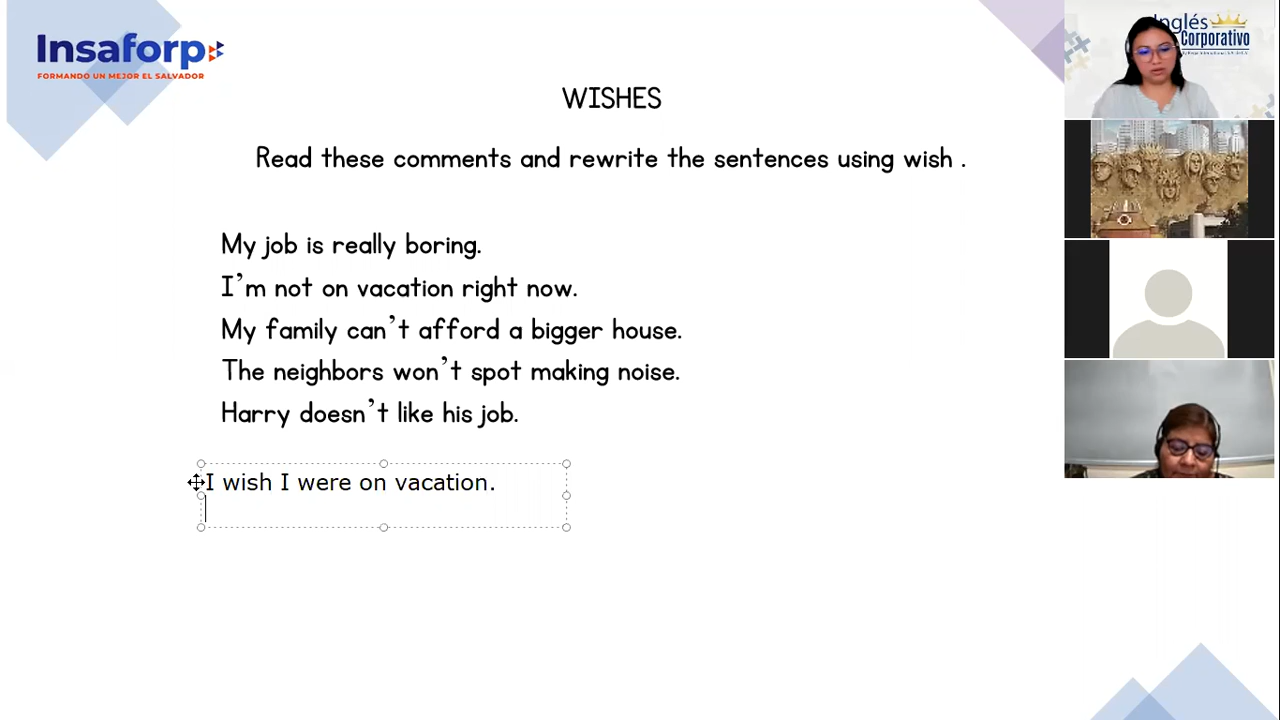 Insaforp
FORMANDO UN MEJOR EL SALVADOR
Inglés
Corporativo
WISHES
Read these comments and rewrite the sentences using wish .
My job is really boring.
I'm not on vacation right now.
My family can't afford a bigger house.
The neighbors won't spot making noise.
Harry doesn't like his job.
I wish I were on vacation.